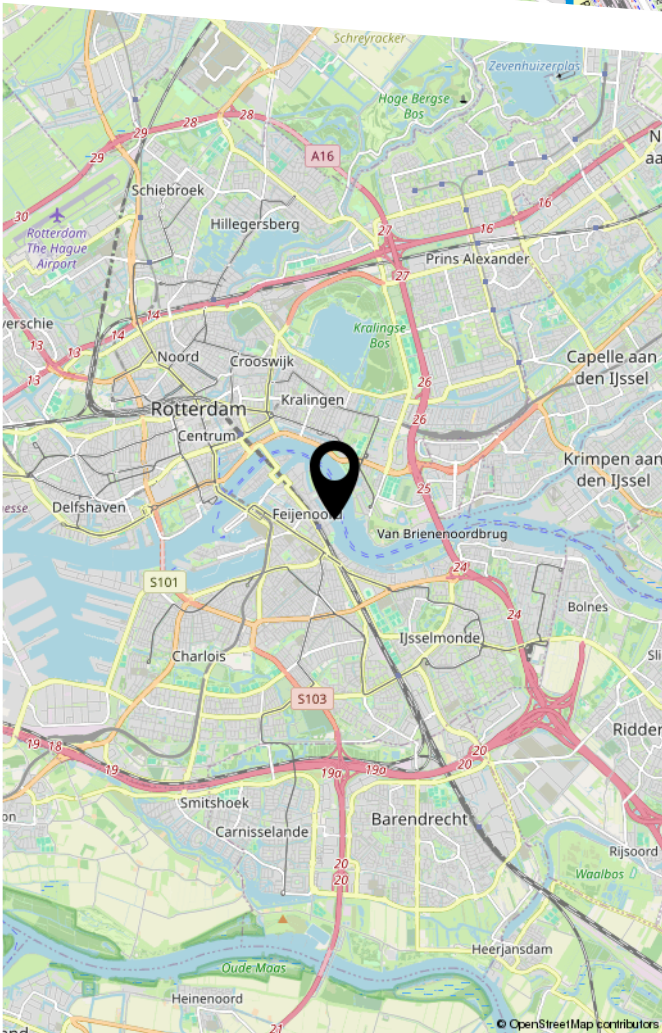 Schreyracker
Zevenhuizerplas
Hoge Bergse
Bos
28
28
29
29
A16
Schiebroek
30
16
16
Hillegersberg
Rotterdam
The Hague
Airport
27
Prins Alexander
27
14
verschie
14
13
13
13
Kralingse
Bos
Noord
Crooswijk
Capelle aan
den IJssel
26
Kralingen
Rotterdam
26
Centrum
Krimpen aan
den IJssel
25
Delfshaven
Feijenoord
Van Brienenoordbrug
24
S101
24
Bolnes
IJsselmonde
Charlois
S103
19
18
20
20
19
19a
19a
Smitshoek
Barendrecht
Carnisselande
Rijsoord
20
20
Waalbos
Heerjansdam
Oude Maas
Heinenoord
21
© OpenStreetMap contributors.